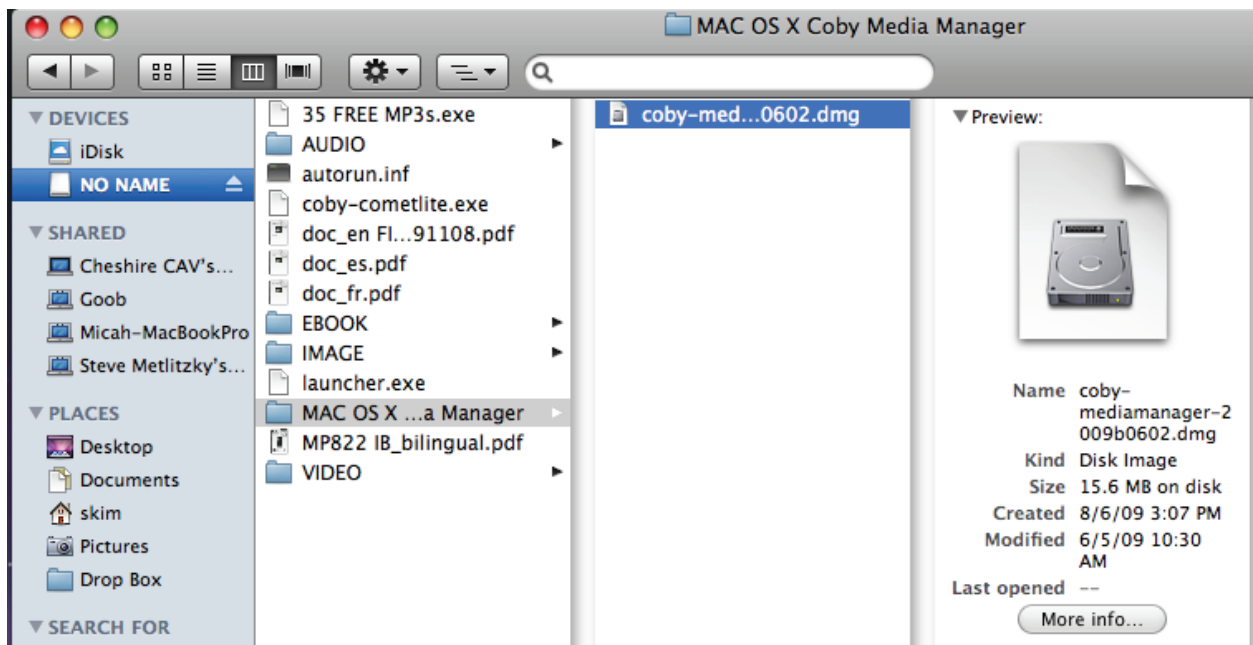 MAC OS X Coby Media Manager
DEVICES
iDisk
NO NAME
SHARED
Cheshire CAV's...
Goob
Micah-MacBookPro
Steve Metlitzky's...
PLACES
Desktop
Documents
skim
Pictures
Drop Box
SEARCH FOR
35 FREE MP3s.exe
AUDIO
autorun.inf
coby-cometlite.exe
doc_en FI...91108.pdf
doc_es.pdf
doc_fr.pdf
EBOOK
IMAGE
launcher.exe
MAC OS X ...a Manager
MP822 IB_bilingual.pdf
VIDEO
coby-med...0602.dmg
Preview:
Name coby-
mediamanager-2
009b0602.dmg
Kind Disk Image
Size 15.6 MB on disk
Created 8/6/09 3:07 PM
Modified 6/5/09 10:30
AM
Last opened --
More info...